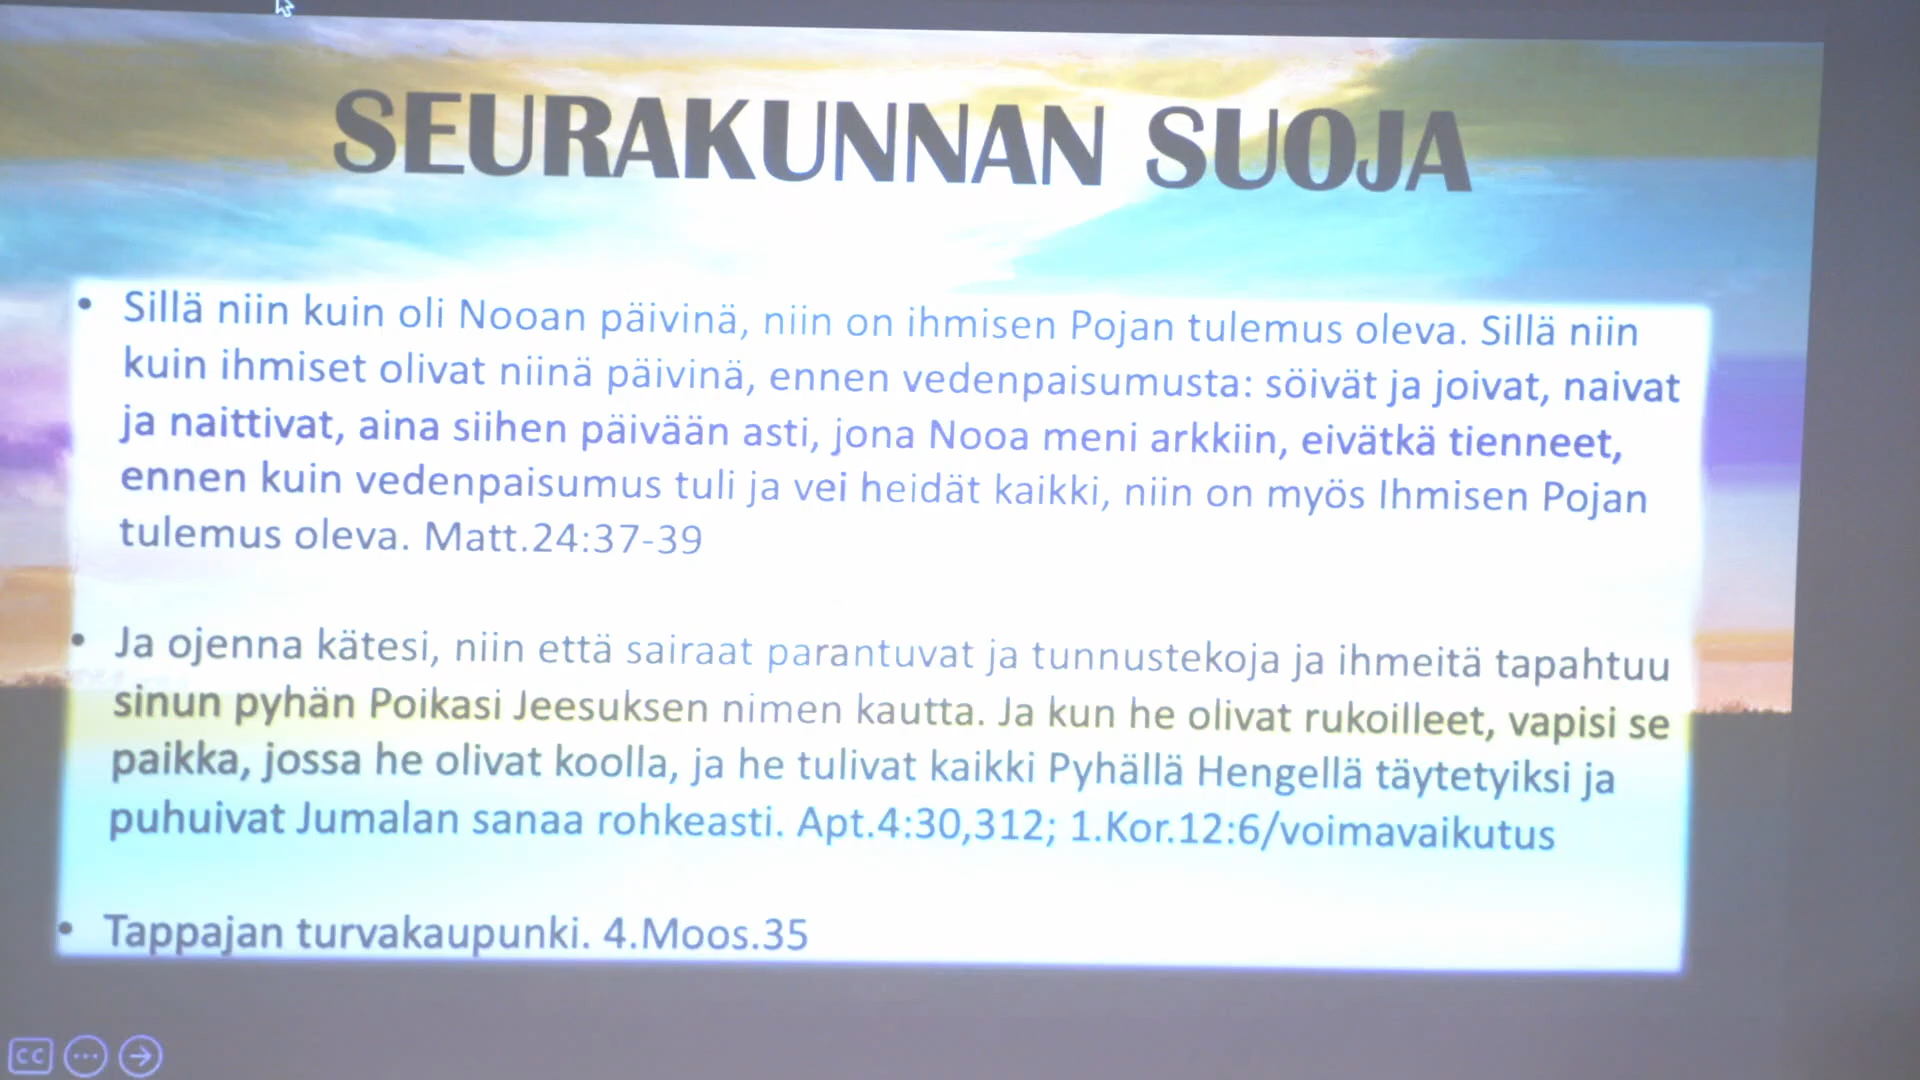 SEURAKUNNAN SUOJA
• Sillä niin kuin oli Nooan päivinä, niin on ihmisen Pojan tulemus oleva. Sillä niin
kuin ihmiset olivat niinä päivinä, ennen vedenpaisumusta: söivät ja joivat, naivat
ja naittivat, aina siihen päivään asti, jona Nooa meni arkkiin, eivätkä tienneet,
ennen kuin vedenpaisumus tuli ja vei heidät kaikki, niin on myös Ihmisen Pojan
tulemus oleva. Matt.24:37-39
• Ja ojenna kätesi, niin että sairaat parantuvat ja tunnustekoja ja ihmeitä tapahtuu
sinun pyhän Poikasi Jeesuksen nimen kautta. Ja kun he olivat rukoilleet, vapisi se
paikka, jossa he olivat koolla, ja he tulivat kaikki Pyhällä Hengellä täytetyiksi ja
puhuivat Jumalan sanaa rohkeasti. Apt.4:30,312; 1.Kor.12:6/voimavaikutus
• Tappajan turvakaupunki. 4.Moos.35
CC